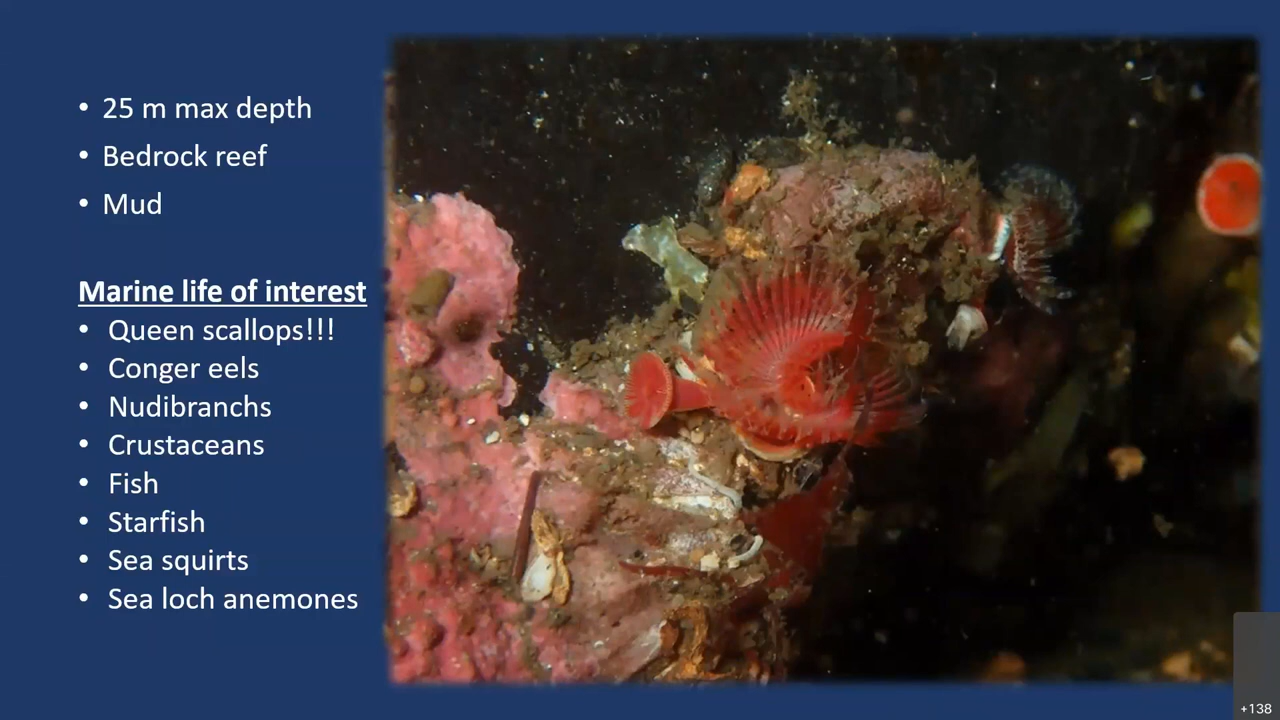 • 25 m max depth
• Bedrock reef
• Mud
Marine life of interest
• Queen scallops!!!
• Conger eels
• Nudibranchs
• Crustaceans
• Fish
• Starfish
• Sea squirts
• Sea loch anemones
+138